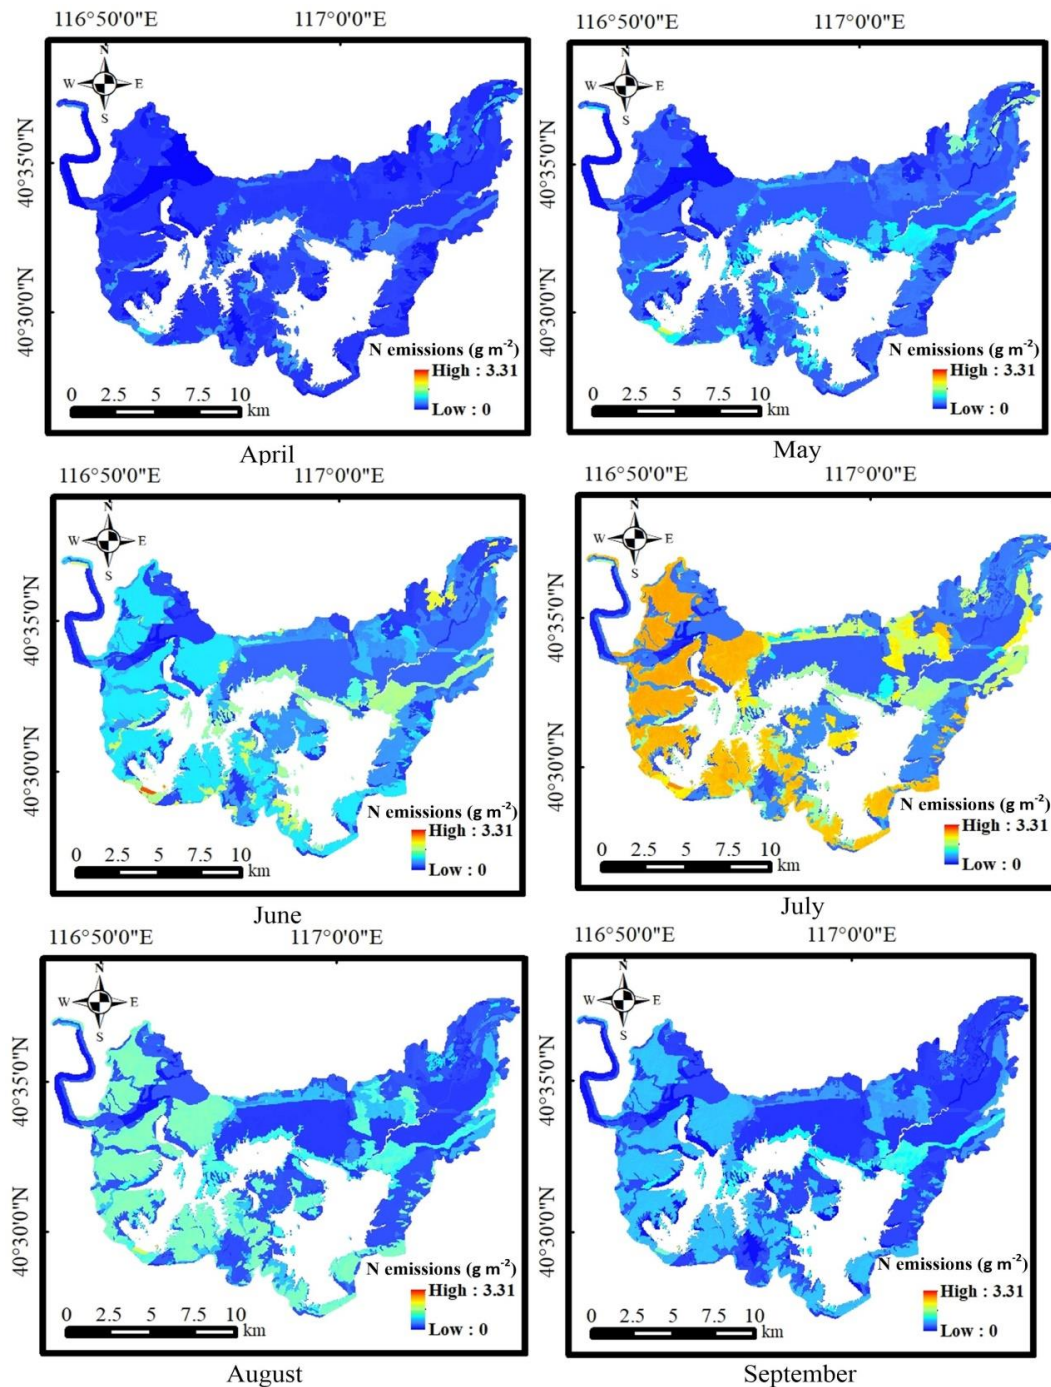 116°50'0"E 117°0'0"E 116°50'0"E 117°0'0"E
N
W E
S
40°35'0"N
40°30'0"N
N emissions (g m⁻²)
High : 3.31
Low : 0
0 2.5 5 7.5 10
km
April
N
W E
S
40°35'0"N
40°30'0"N
N emissions (g m⁻²)
High : 3.31
Low : 0
0 2.5 5 7.5 10
km
May
116°50'0"E 117°0'0"E 116°50'0"E 117°0'0"E
N
W E
S
40°35'0"N
40°30'0"N
N emissions (g m⁻²)
High : 3.31
Low : 0
0 2.5 5 7.5 10
km
June
N
W E
S
40°35'0"N
40°30'0"N
N emissions (g m⁻²)
High : 3.31
Low : 0
0 2.5 5 7.5 10
km
July
116°50'0"E 117°0'0"E 116°50'0"E 117°0'0"E
N
W E
S
40°35'0"N
40°30'0"N
N emissions (g m⁻²)
High : 3.31
Low : 0
0 2.5 5 7.5 10
km
August
N
W E
S
40°35'0"N
40°30'0"N
N emissions (g m⁻²)
High : 3.31
Low : 0
0 2.5 5 7.5 10
km
September